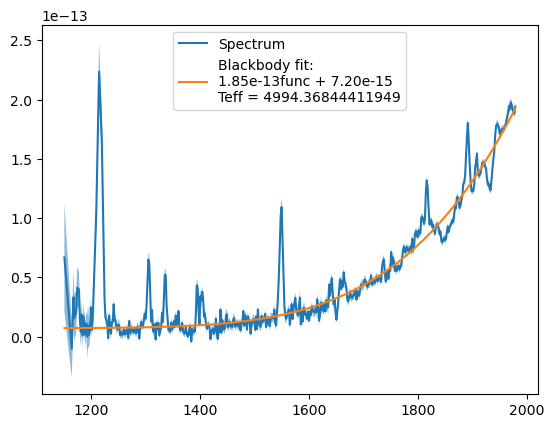 1e−13
Spectrum
Blackbody fit:
1.85e-13func + 7.20e-15
Teff = 4994.36844411949
2.5
2.0
1.5
1.0
0.5
0.0
1200
1400
1600
1800
2000